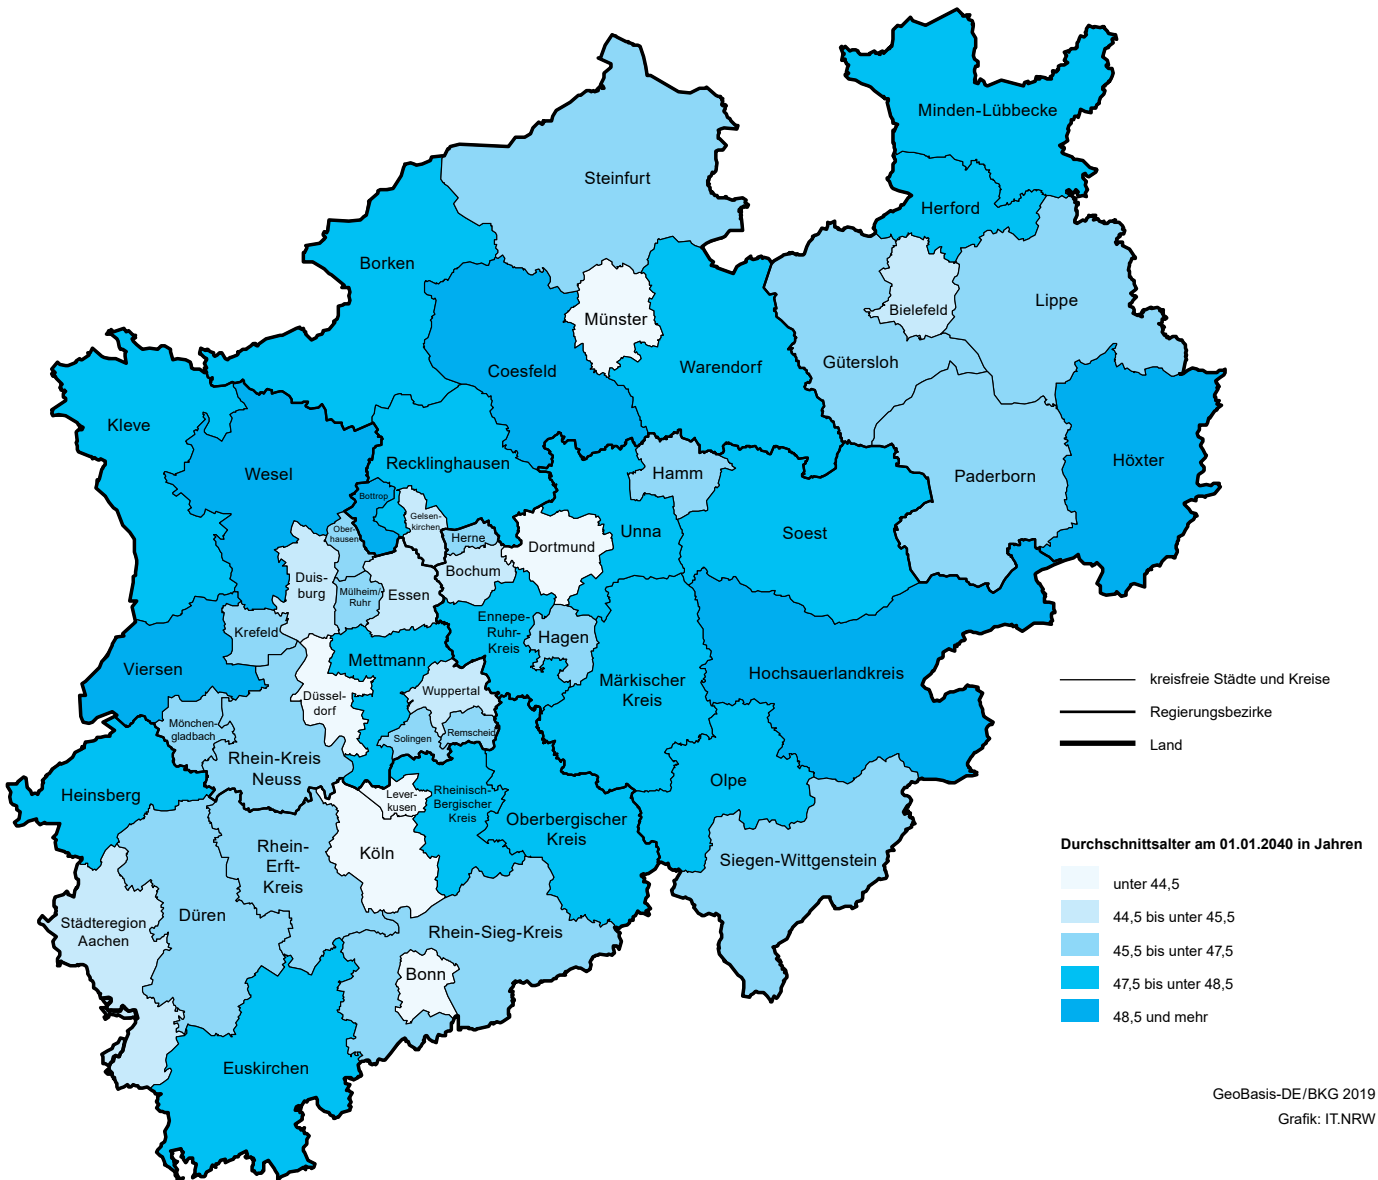 Minden-Lübbecke
Steinfurt
Herford
Borken
Lippe
Bielefeld
Münster
Gütersloh
Warendorf
Coesfeld
Kleve
Höxter
Recklinghausen
Wesel
Hamm
Paderborn
Bottrop
Gelsen-
kirchen
Ober-
hausen
Herne
Unna
Soest
Dortmund
Bochum
Duis-
burg
Mülheim/
Ruhr
Essen
Ennepe-
Ruhr-
Kreis
Krefeld
Hagen
Mettmann
Viersen
Hochsauerlandkreis
Märkischer
Kreis
Düssel-
dorf
Wuppertal
Mönchen-
gladbach
Solingen
Remscheid
Rhein-Kreis
Neuss
Olpe
Heinsberg
Lever-
kusen
Rheinisch-
Bergischer
Kreis
Oberbergischer
Kreis
Rhein-
Erft-
Kreis
Köln
Siegen-Wittgenstein
Düren
Städteregion
Aachen
Rhein-Sieg-Kreis
Bonn
Euskirchen
kreisfreie Städte und Kreise
Regierungsbezirke
Land
Durchschnittsalter am 01.01.2040 in Jahren
unter 44,5
44,5 bis unter 45,5
45,5 bis unter 47,5
47,5 bis unter 48,5
48,5 und mehr
GeoBasis-DE/BKG 2019
Grafik: IT.NRW